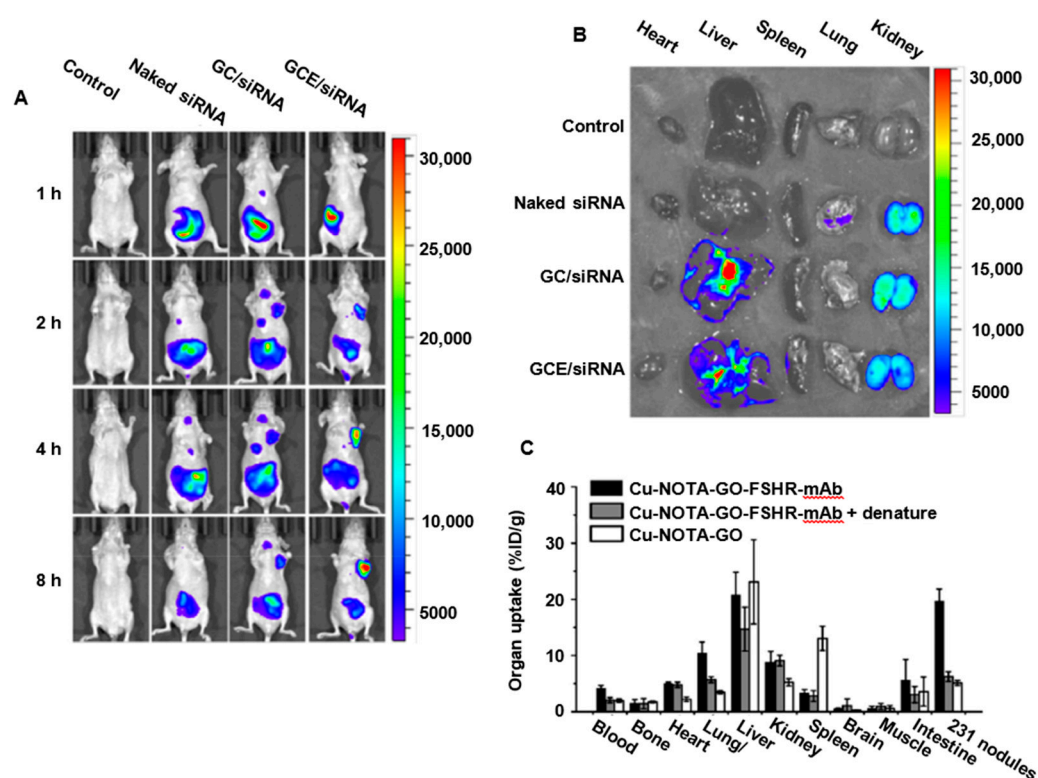 A
Control
Naked siRNA
GC/siRNA
GCE/siRNA
1 h
2 h
4 h
8 h
30,000
25,000
20,000
15,000
10,000
5000
B
Heart
Liver
Spleen
Lung
Kidney
Control
Naked siRNA
GC/siRNA
GCE/siRNA
30,000
25,000
20,000
15,000
10,000
5000
C
Cu-NOTA-GO-FSHR-mAb
Cu-NOTA-GO-FSHR-mAb + denature
Cu-NOTA-GO
Organ uptake (%ID/g)
40
30
20
10
0
Blood
Bone
Heart
Lung/
Liver
Kidney
Spleen
Brain
Muscle
Intestine
231 nodules